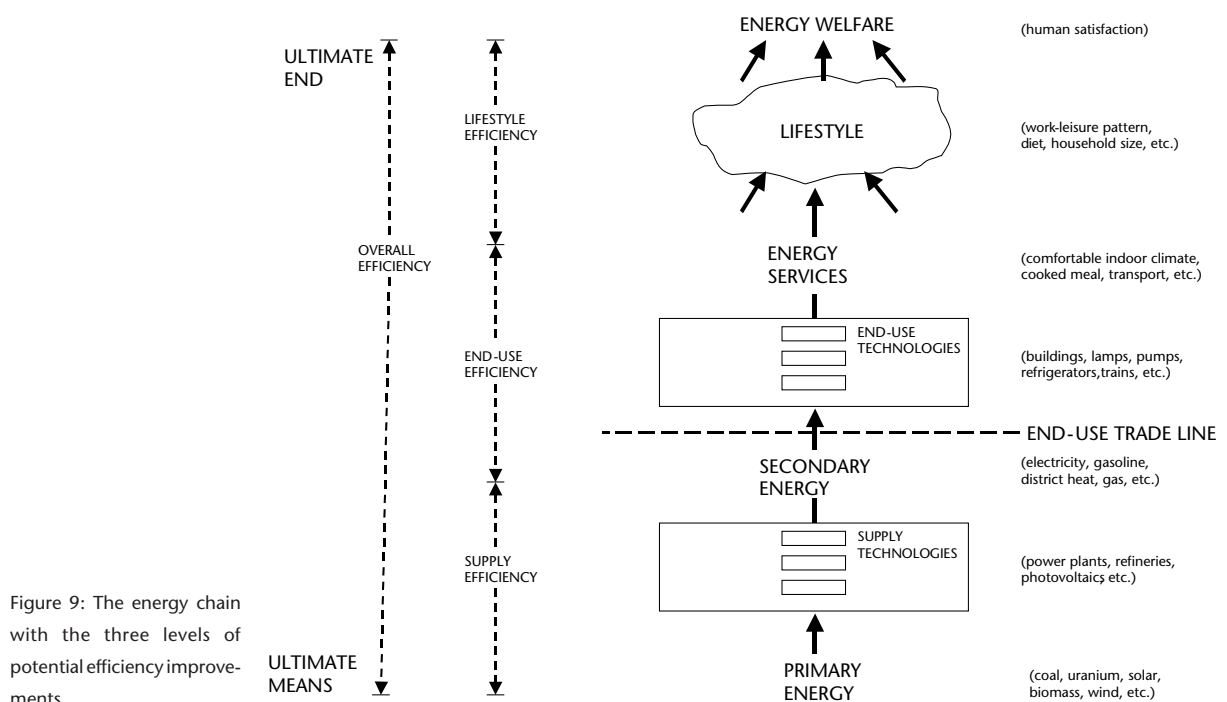 ENERGY WELFARE
(human satisfaction)
ULTIMATE
END
LIFESTYLE
EFFICIENCY
LIFESTYLE
(work-leisure pattern,
diet, household size, etc.)
OVERALL
EFFICIENCY
ENERGY
SERVICES
(comfortable indoor climate,
cooked meal, transport, etc.)
END-USE
EFFICIENCY
END-USE
TECHNOLOGIES
(buildings, lamps, pumps,
refrigerators,trains, etc.)
END-USE TRADE LINE
SECONDARY
ENERGY
(electricity, gasoline,
district heat, gas, etc.)
SUPPLY
EFFICIENCY
SUPPLY
TECHNOLOGIES
(power plants, refineries,
photovoltaics, etc.)
Figure 9: The energy chain
with the three levels of
potential efficiency improve-
ments
ULTIMATE
MEANS
PRIMARY
ENERGY
(coal, uranium, solar,
biomass, wind, etc.)